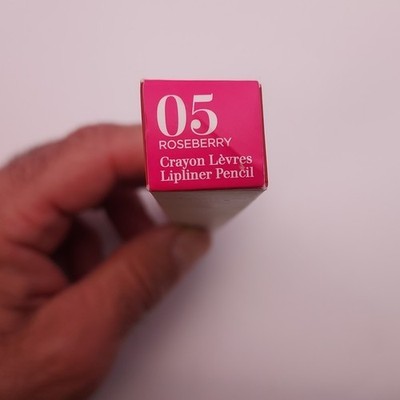 05
ROSEBERRY
Crayon Lèvres
Lipliner Pencil